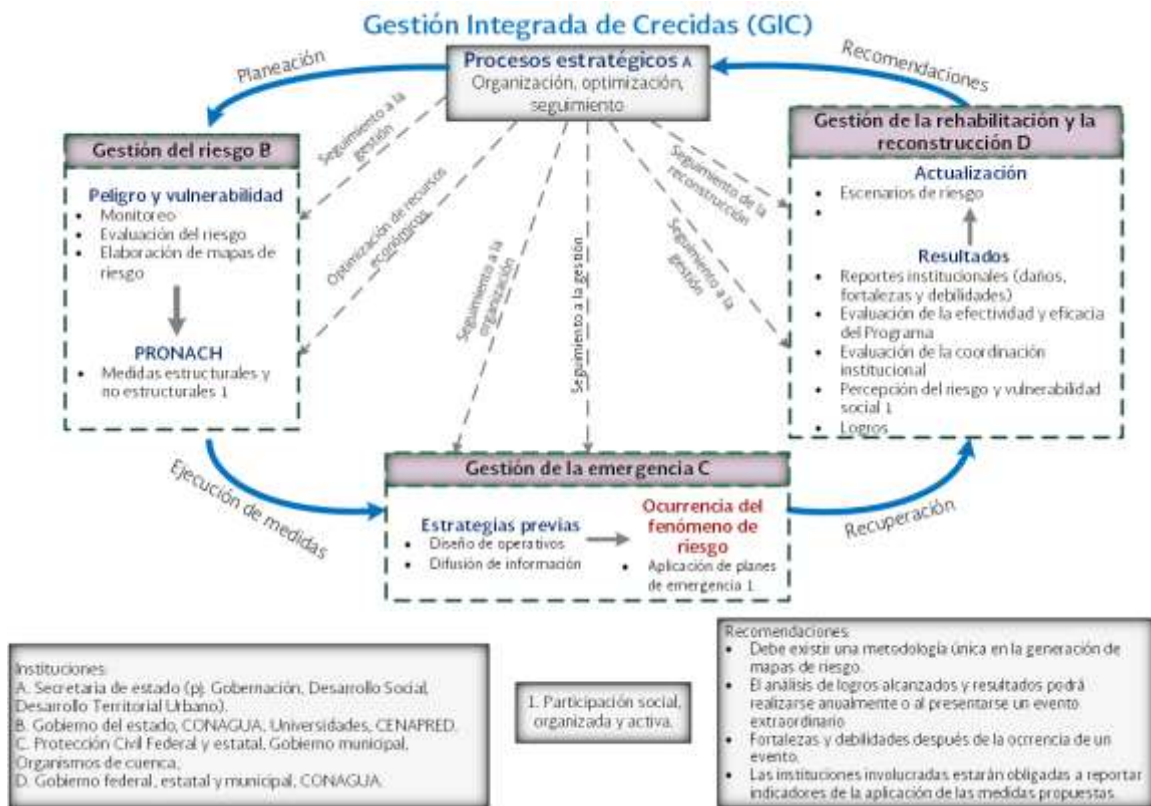 Gestión Integrada de Crecidas (GIC)
Planeación
Procesos estratégicos A
Organización, optimización,
seguimiento
Recomendaciones
Gestión del riesgo B
Peligro y vulnerabilidad
• Monitoreo
• Evaluación del riesgo
• Elaboración de mapas de
riesgo
PRONACH
• Medidas estructurales y
no estructurales 1
Seguimiento a la
gestión
Optimización de recursos
económicos
Seguimiento a la
organización
Seguimiento a la gestión
Seguimiento a la
gestión
Seguimiento de la
reconstrucción
Gestión de la rehabilitación y la
reconstrucción D
Actualización
• Escenarios de riesgo
•
Resultados
• Reportes institucionales (daños,
fortalezas y debilidades)
• Evaluación de la efectividad y eficacia
del Programa
• Evaluación de la coordinación
institucional
• Percepción del riesgo y vulnerabilidad
social 1
• Logros
Ejecución de medidas
Gestión de la emergencia C
Estrategias previas
• Diseño de operativos
• Difusión de información
Ocurrencia del
fenómeno de
riesgo
• Aplicación de planes
de emergencia 1
Recuperación
Instituciones:
A. Secretaria de estado (pj. Gobernación, Desarrollo Social,
Desarrollo Territorial Urbano).
B. Gobierno del estado, CONAGUA, Universidades, CENAPRED.
C. Protección Civil Federal y estatal, Gobierno municipal,
Organismos de cuenca.
D. Gobierno federal, estatal y municipal, CONAGUA.
1. Participación social,
organizada y activa.
Recomendaciones:
• Debe existir una metodología única en la generación de
mapas de riesgo.
• El análisis de logros alcanzados y resultados podrá
realizarse anualmente o al presentarse un evento
extraordinario
• Fortalezas y debilidades después de la ocrrencia de un
evento.
• Las instituciones involucradas estarán obligadas a reportar
indicadores de la aplicación de las medidas propuestas.